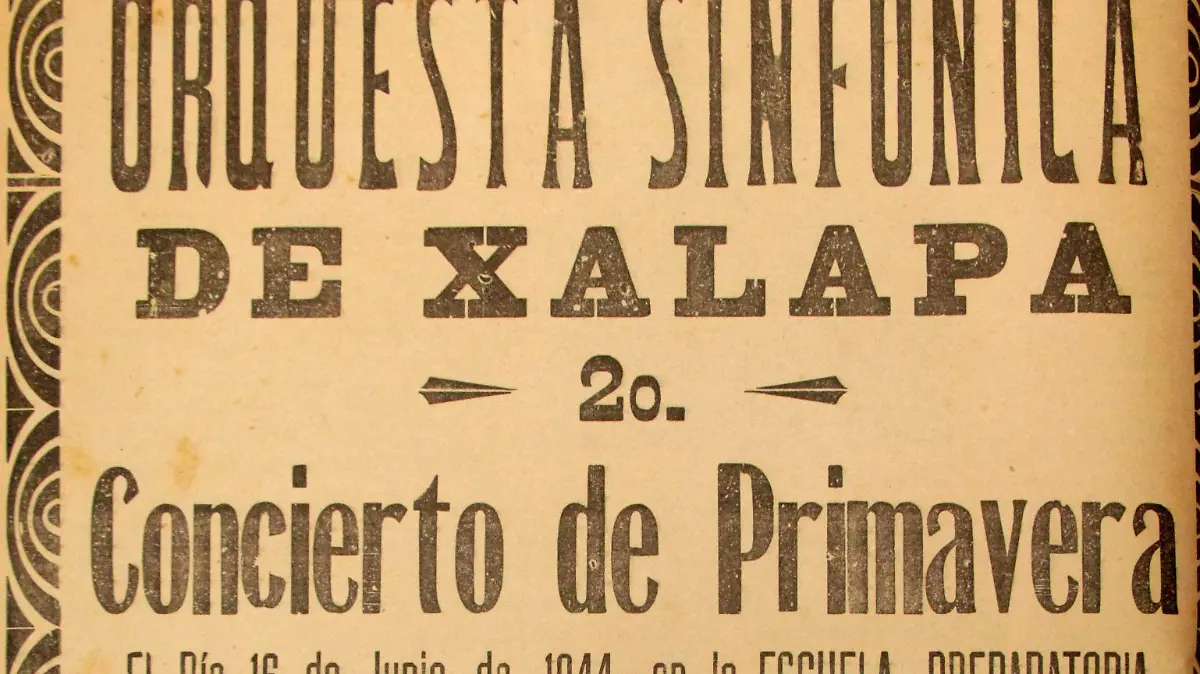 ORQUESTA SINFONICA
DE XALAPA
2o.
Concierto de Primavera
El Día 16 de Junio de 1944, en la ESCUELA PREPARATORIA